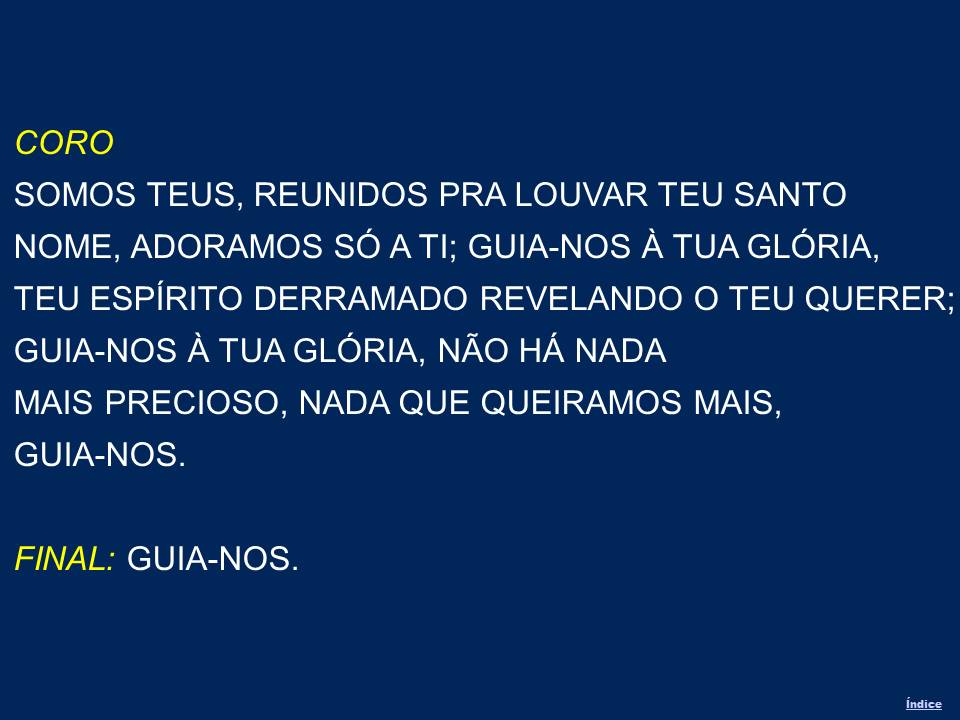 CORO
SOMOS TEUS, REUNIDOS PRA LOUVAR TEU SANTO
NOME, ADORAMOS SÓ A TI; GUIA-NOS À TUA GLÓRIA,
TEU ESPÍRITO DERRAMADO REVELANDO O TEU QUERER;
GUIA-NOS À TUA GLÓRIA, NÃO HÁ NADA
MAIS PRECIOSO, NADA QUE QUEIRAMOS MAIS,
GUIA-NOS.
FINAL: GUIA-NOS.
Índice